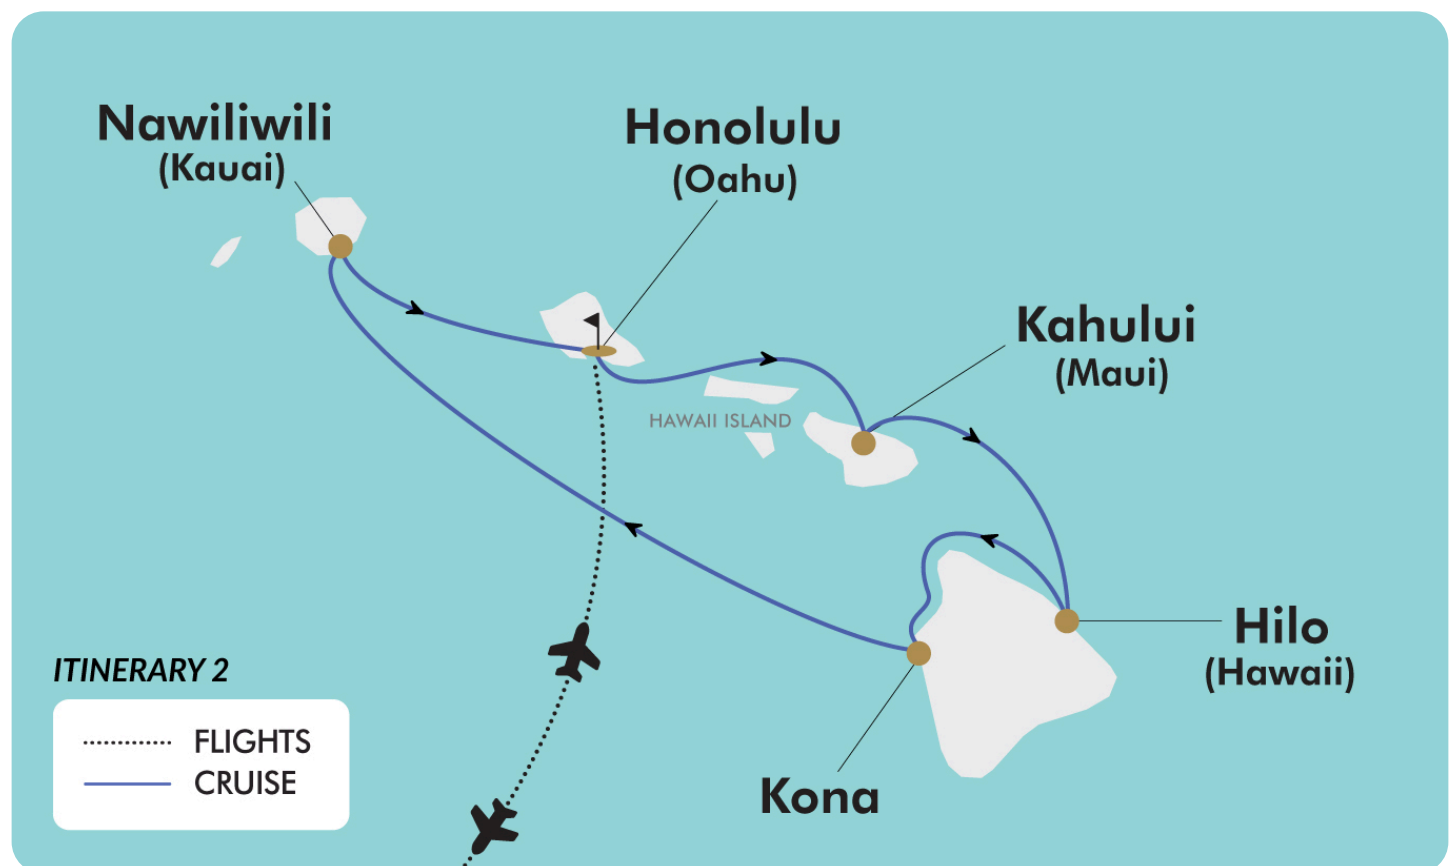 Nawiliwili
(Kauai)
Honolulu
(Oahu)
Kahului
(Maui)
HAWAII ISLAND
Hilo
(Hawaii)
Kona
ITINERARY 2
FLIGHTS
CRUISE